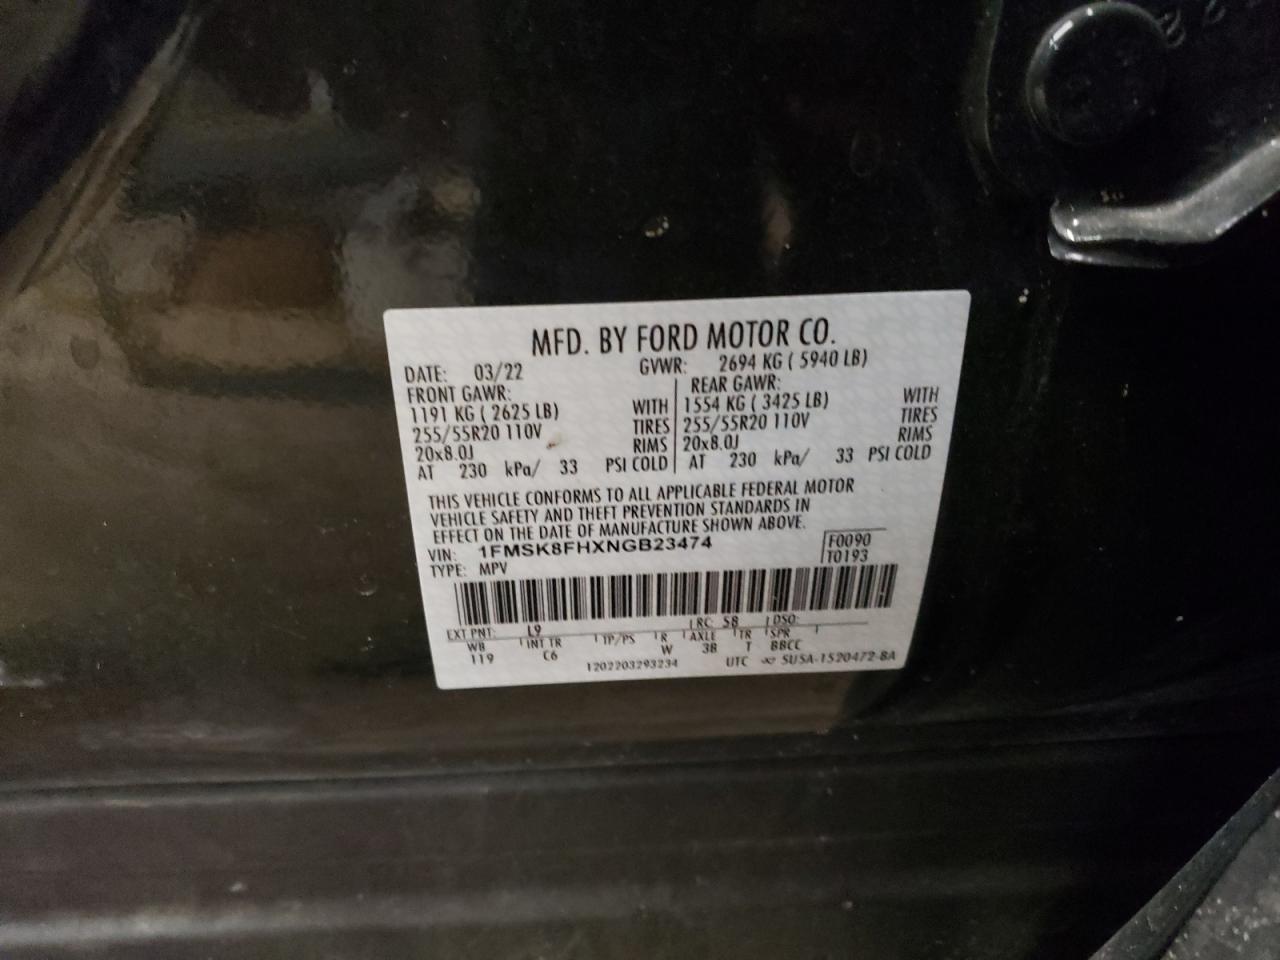 MFD. BY FORD MOTOR CO.
DATE: 03/22 GVWR: 2694 KG ( 5940 LB)
FRONT GAWR: REAR GAWR:
1191 KG ( 2625 LB) WITH 1554 KG ( 3425 LB) WITH
255/55R20 110V TIRES 255/55R20 110V TIRES
20x8.0J RIMS 20x8.0J RIMS
AT 230 kPa/ 33 PSI COLD AT 230 kPa/ 33 PSI COLD
THIS VEHICLE CONFORMS TO ALL APPLICABLE FEDERAL MOTOR
VEHICLE SAFETY AND THEFT PREVENTION STANDARDS IN
EFFECT ON THE DATE OF MANUFACTURE SHOWN ABOVE.
VIN: 1FMSK8FHXNGB23474 F0090
TYPE: MPV T0193
EXT PNT: L9 RC: 58 DSO:
WB INT TR TP/PS R AXLE TR SPR
119 C6 W 3B T BBCC
1202203293234 UTC 5U5A-1520472-BA